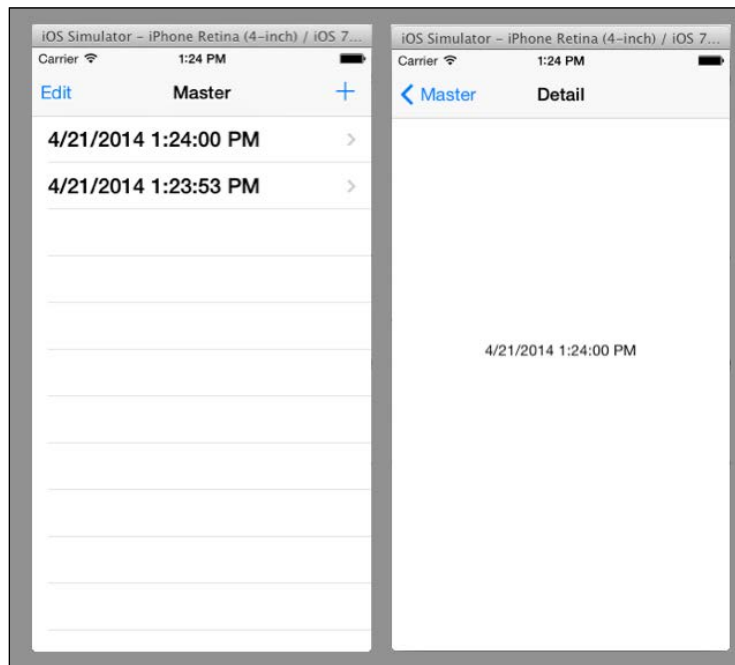 iOS Simulator – iPhone Retina (4-inch) / iOS 7...
Carrier 1:24 PM
Edit Master +
4/21/2014 1:24:00 PM
4/21/2014 1:23:53 PM
iOS Simulator – iPhone Retina (4-inch) / iOS 7...
Carrier 1:24 PM
Master Detail
4/21/2014 1:24:00 PM